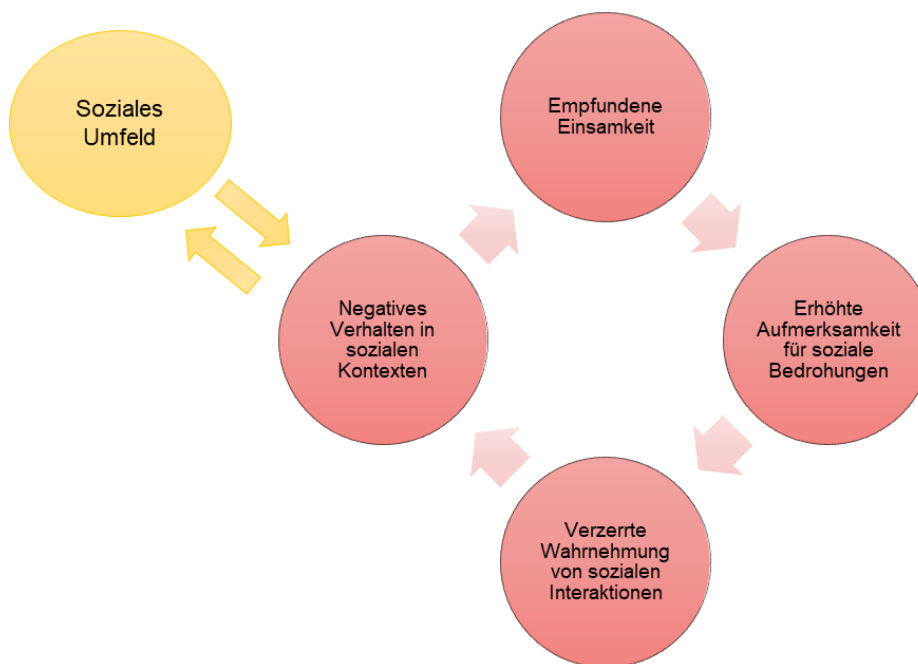 Soziales
Umfeld
Empfundene
Einsamkeit
Erhöhte
Aufmerksamkeit
für soziale
Bedrohungen
Verzerrte
Wahrnehmung
von sozialen
Interaktionen
Negatives
Verhalten in
sozialen
Kontexten